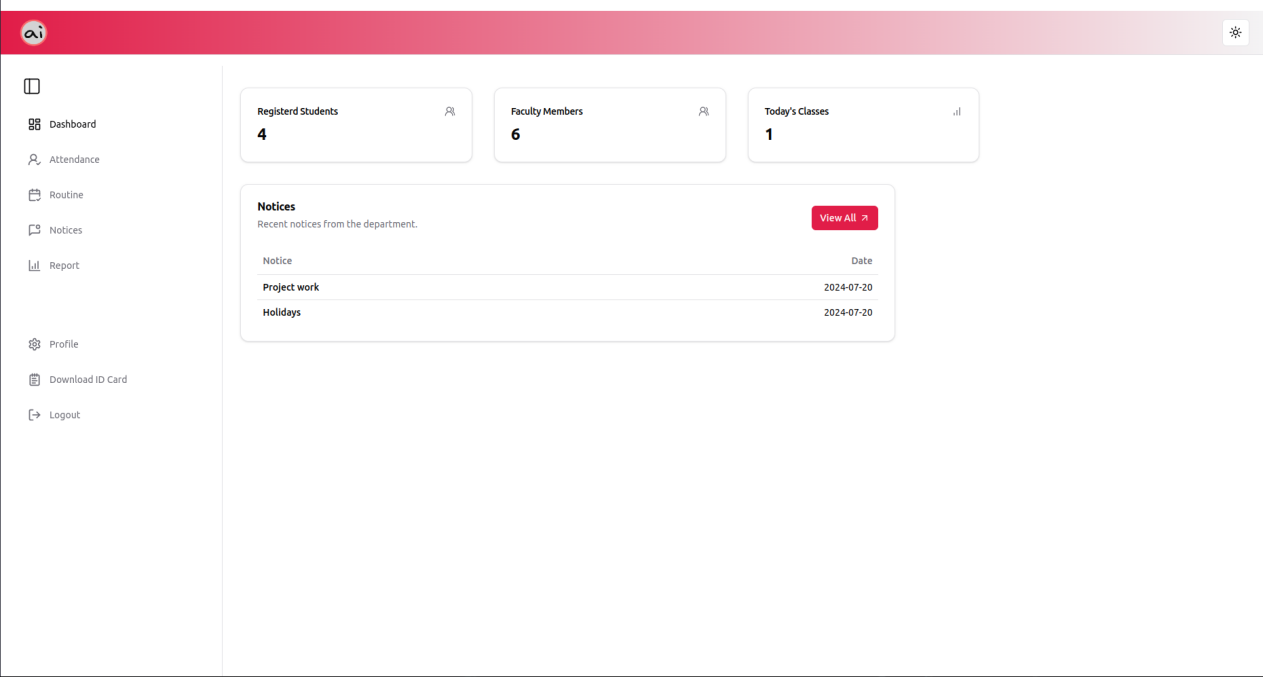 ai
Dashboard
Attendance
Routine
Notices
Report
Profile
Download ID Card
Logout
Registerd Students
4
Faculty Members
6
Today's Classes
1
Notices
Recent notices from the department.
View All
Notice Date
Project work 2024-07-20
Holidays 2024-07-20